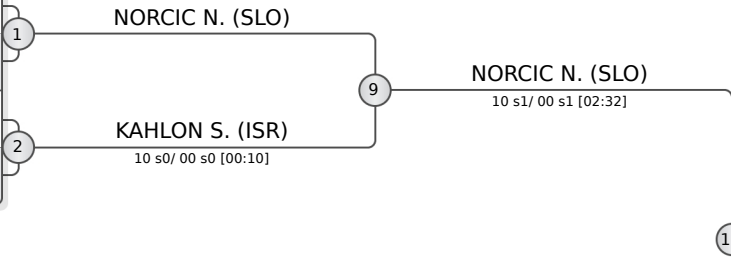 NORCIC N. (SLO)
1
9
NORCIC N. (SLO)
10 s1/ 00 s1 [02:32]
KAHLON S. (ISR)
2
10 s0/ 00 s0 [00:10]